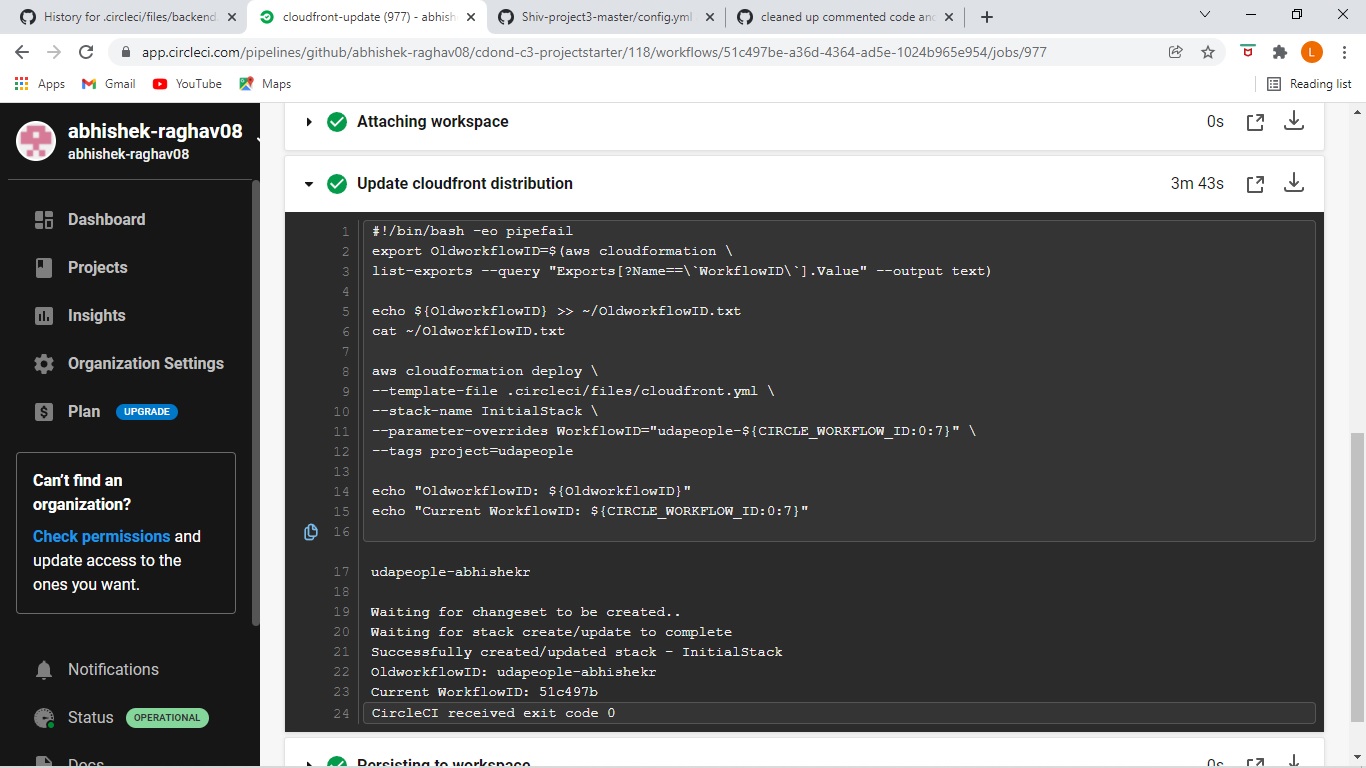 History for .circleci/files/backend
cloudfront-update (977) - abhish
Shiv-project3-master/config.yml
cleaned up commented code an
app.circleci.com/pipelines/github/abhishek-raghav08/cdond-c3-projectstarter/118/workflows/51c497be-a36d-4364-ad5e-1024b965e954/jobs/977
L
Apps
Gmail
YouTube
Maps
Reading list
abhishek-raghav08
abhishek-raghav08
Dashboard
Projects
Insights
Organization Settings
Plan UPGRADE
Can't find an
organization?
Check permissions and
update access to the
ones you want.
Notifications
Status OPERATIONAL
Docs
Attaching workspace 0s
Update cloudfront distribution 3m 43s
1 #!/bin/bash -eo pipefail
2 export OldworkflowID=$(aws cloudformation \
3 list-exports --query "Exports[?Name==\`WorkflowID\`].Value" --output text)
4
5 echo ${OldworkflowID} >> ~/OldworkflowID.txt
6 cat ~/OldworkflowID.txt
7
8 aws cloudformation deploy \
9 --template-file .circleci/files/cloudfront.yml \
10 --stack-name InitialStack \
11 --parameter-overrides WorkflowID="udapeople-${CIRCLE_WORKFLOW_ID:0:7}" \
12 --tags project=udapeople
13
14 echo "OldworkflowID: ${OldworkflowID}"
15 echo "Current WorkflowID: ${CIRCLE_WORKFLOW_ID:0:7}"
16
17 udapeople-abhishekr
18
19 Waiting for changeset to be created..
20 Waiting for stack create/update to complete
21 Successfully created/updated stack - InitialStack
22 OldworkflowID: udapeople-abhishekr
23 Current WorkflowID: 51c497b
24 CircleCI received exit code 0
Persisting to workspace 0s